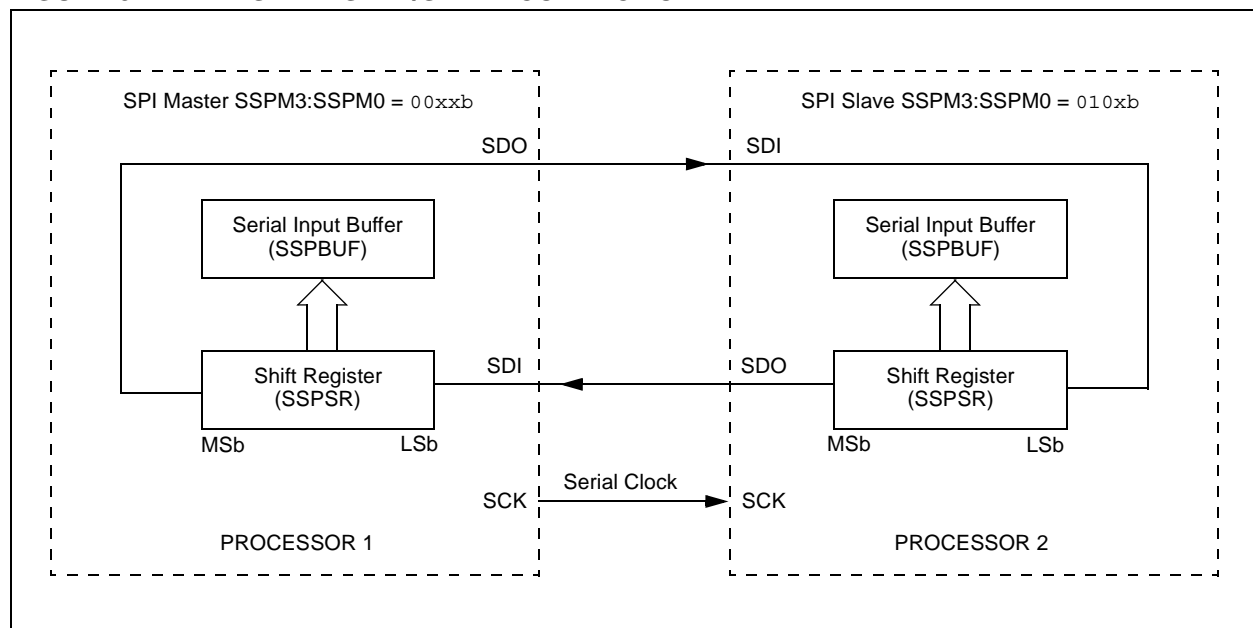 SPI Master SSPM3:SSPM0 = 00xxb
SPI Slave SSPM3:SSPM0 = 010xb
SDO
SDI
Serial Input Buffer
(SSPBUF)
Serial Input Buffer
(SSPBUF)
Shift Register
(SSPSR)
SDI
SDO
Shift Register
(SSPSR)
MSb
LSb
MSb
LSb
Serial Clock
SCK
SCK
PROCESSOR 1
PROCESSOR 2